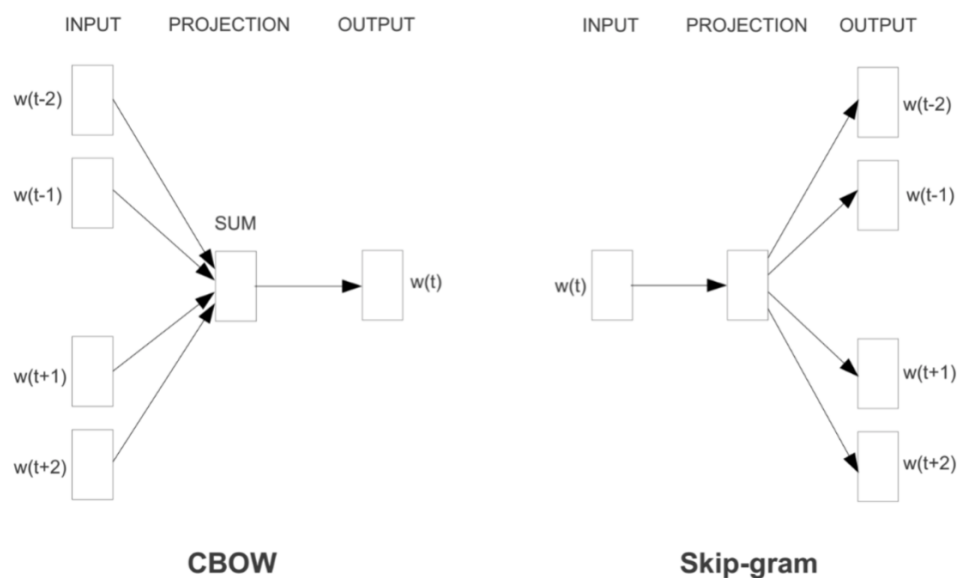 INPUT PROJECTION OUTPUT
w(t-2)
w(t-1)
SUM
w(t)
w(t+1)
w(t+2)
CBOW
INPUT PROJECTION OUTPUT
w(t-2)
w(t-1)
w(t)
w(t+1)
w(t+2)
Skip-gram